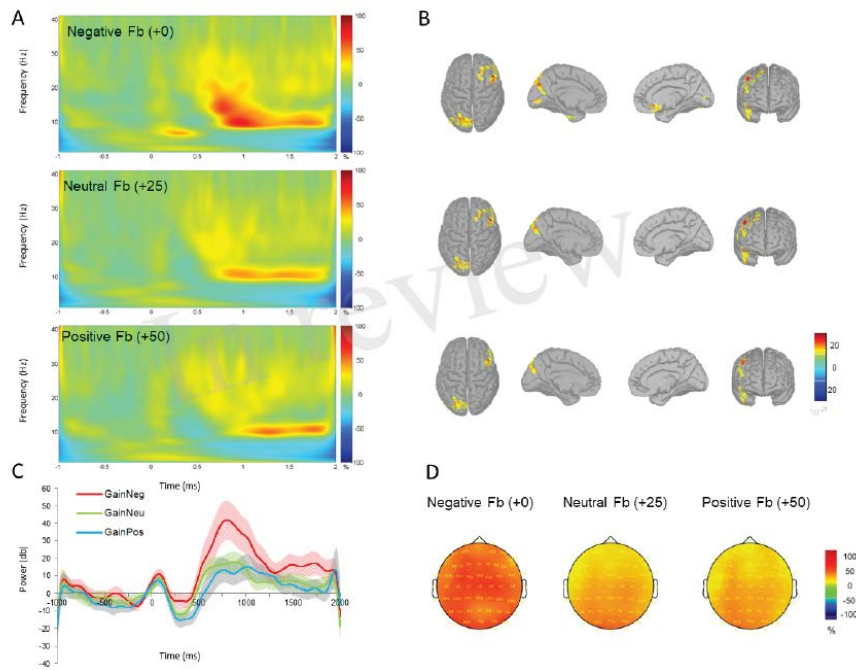 A
Negative Fb (+0)
Frequency (Hz)
40
30
20
10
-1 -0.5 0 0.5 1 1.5 2
100
50
0
-50
100
%
Neutral Fb (+25)
Frequency (Hz)
40
30
20
10
-1 -0.5 0 0.5 1 1.5 2
100
50
0
-50
100
%
Positive Fb (+50)
Frequency (Hz)
40
30
20
10
-1 -0.5 0 0.5 1 1.5 2
100
50
0
-50
100
%
Time (ms)
B
20
0
-20
review
C
GainNeg
GainNeu
GainPos
Power (db)
60
50
40
30
20
10
0
-10
-20
-30
-40
-1000 -500 0 500 1000 1500 2000
Time (ms)
D
Negative Fb (+0) Neutral Fb (+25) Positive Fb (+50)
100
50
0
-50
-100
%